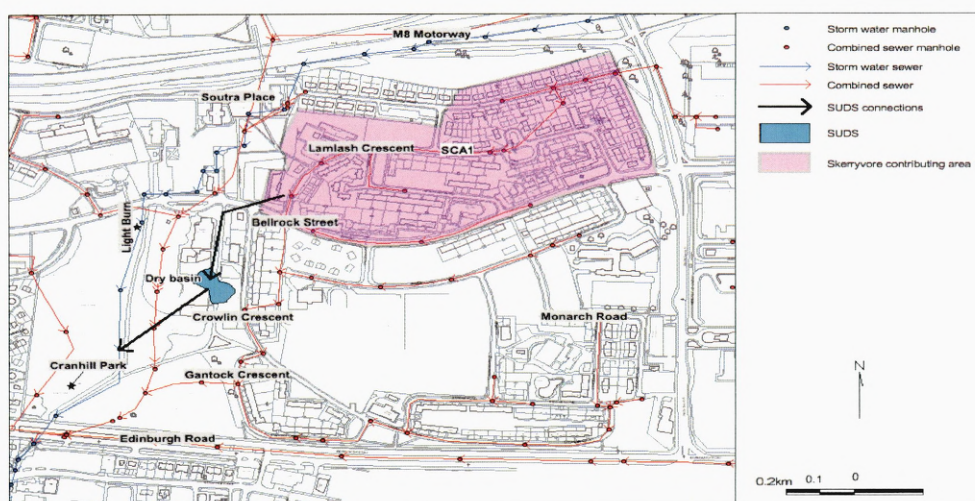 M8 Motorway
Soutra Place
Lamlash Crescent
SCA1
Light Burn
Bellrock Street
Dry basin
Crowlin Crescent
Monarch Road
Cranhill Park
Gantock Crescent
Edinburgh Road
Storm water manhole
Combined sewer manhole
Storm water sewer
Combined sewer
SUDS connections
SUDS
Skerryvore contributing area
N
0.2km 0.1 0